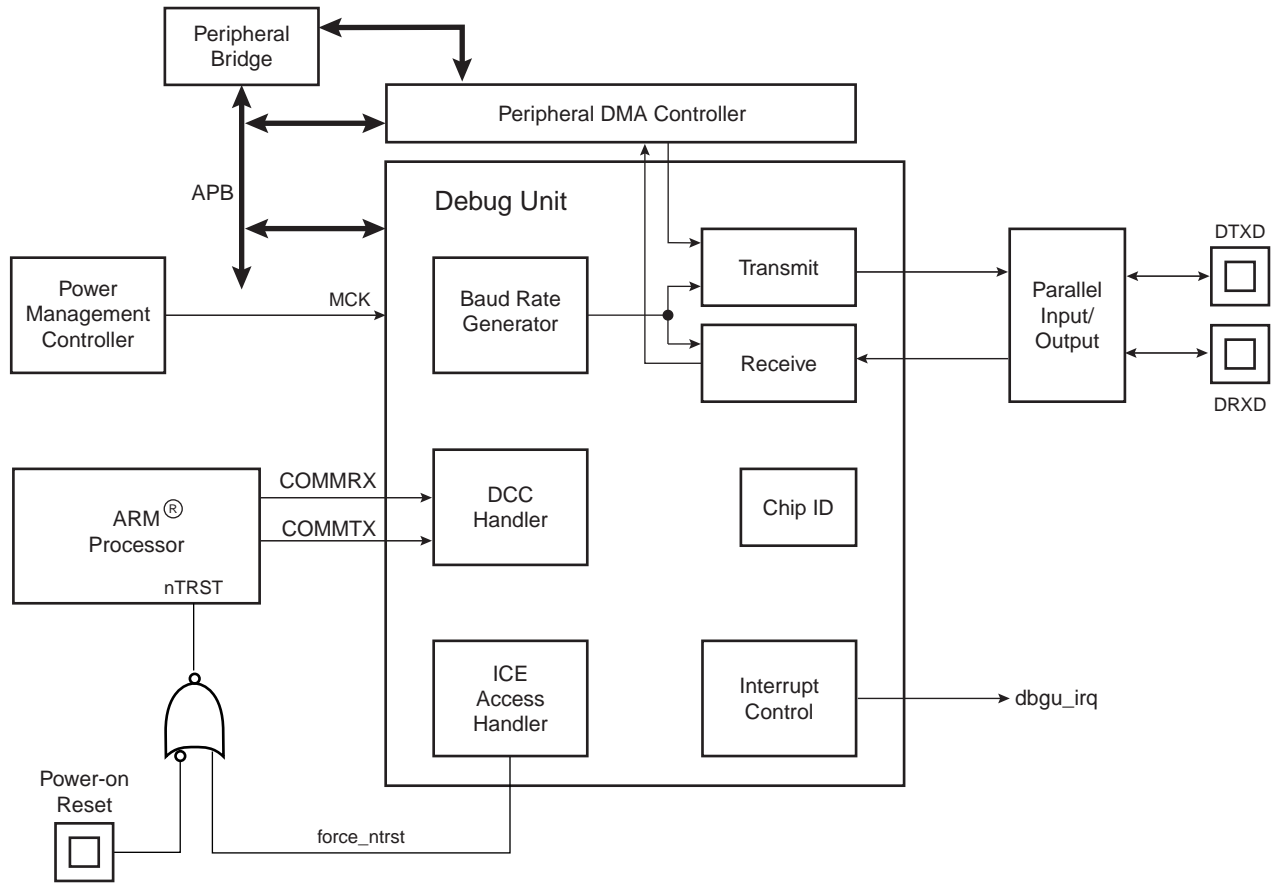 Peripheral
Bridge
Peripheral DMA Controller
APB
Debug Unit
DTXD
Transmit
Power
Management
Controller
MCK
Baud Rate
Generator
Parallel
Input/
Output
Receive
DRXD
COMMRX
ARM®
Processor
COMMTX
DCC
Handler
Chip ID
nTRST
ICE
Access
Handler
Interrupt
Control
dbgu_irq
Power-on
Reset
force_ntrst